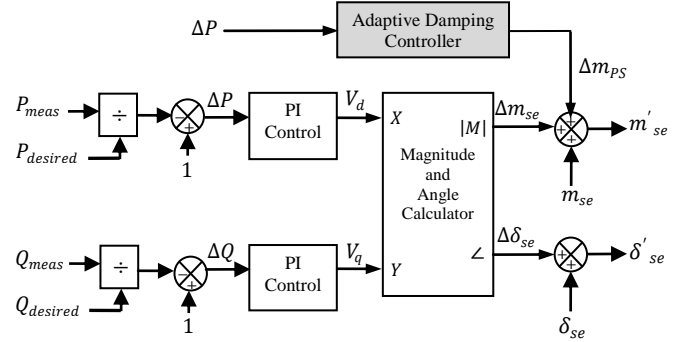 ΔP
Adaptive Damping
Controller
Δm_PS
P_meas
÷
P_desired
−
+
1
ΔP
PI
Control
V_d
X
|M|
Magnitude
and
Angle
Calculator
∠
Y
Δm_se
+
+
+
m'_se
m_se
Q_meas
÷
Q_desired
−
+
1
ΔQ
PI
Control
V_q
Δδ_se
+
+
δ'_se
δ_se